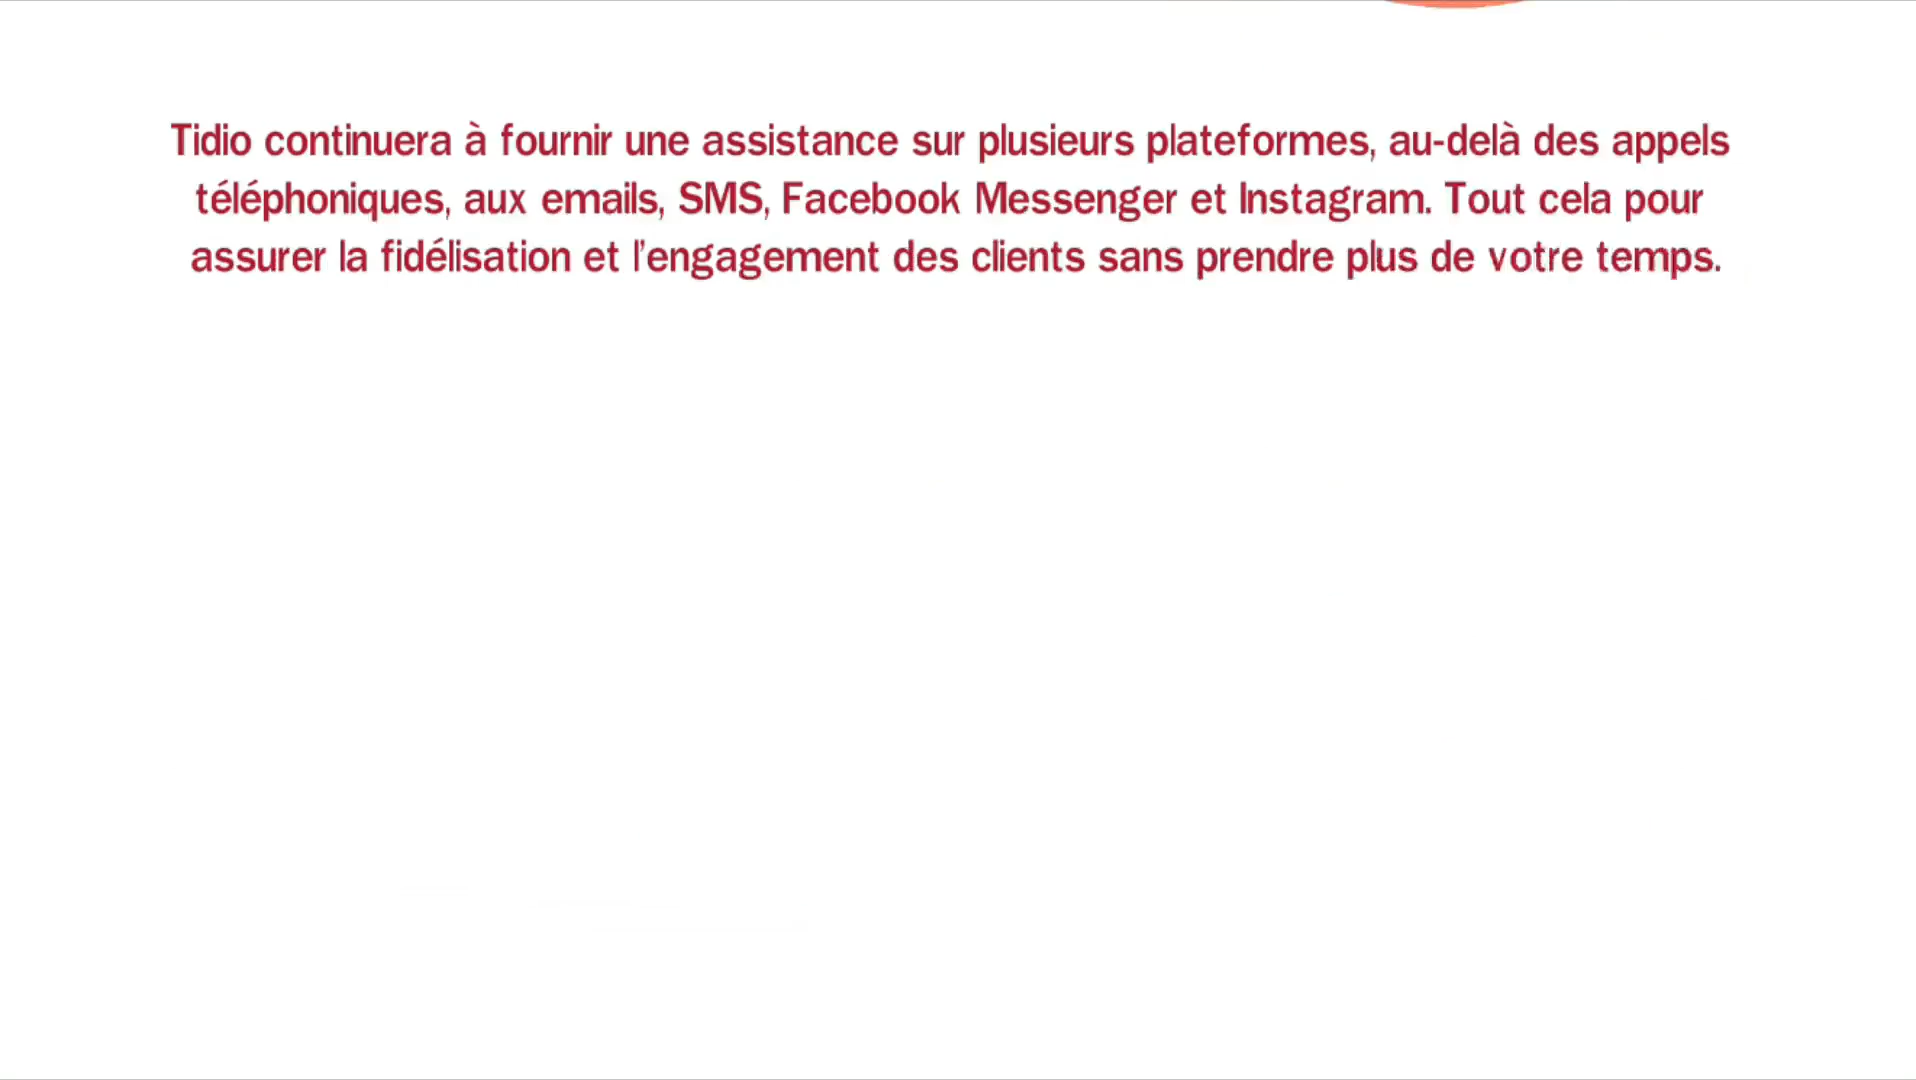 Tidio continuera à fournir une assistance sur plusieurs plateformes, au-delà des appels
téléphoniques, aux emails, SMS, Facebook Messenger et Instagram. Tout cela pour
assurer la fidélisation et l’engagement des clients sans prendre plus de votre temps.